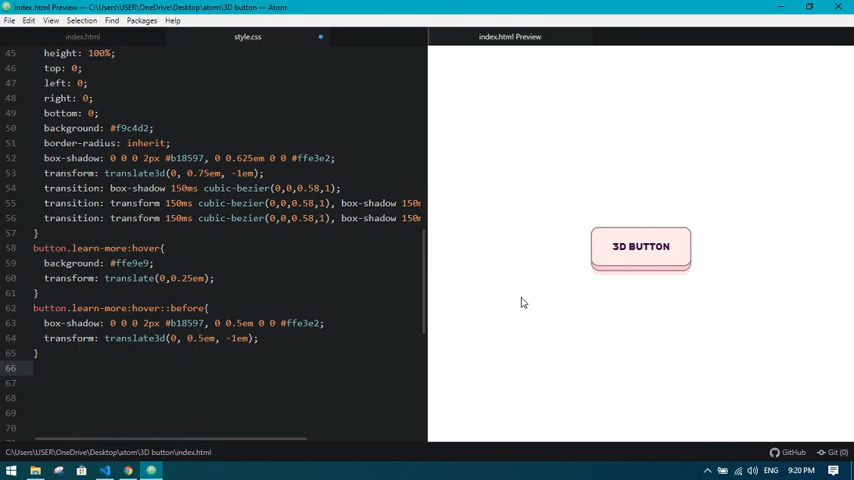 index.html Preview — C:\Users\USER\OneDrive\Desktop\atom\3D button — Atom
File Edit View Selection Find Packages Help
index.html style.css index.html Preview
45 height: 100%;
46 top: 0;
47 left: 0;
48 right: 0;
49 bottom: 0;
50 background: #f9c4d2;
51 border-radius: inherit;
52 box-shadow: 0 0 0 2px #b18597, 0 0.625em 0 0 #ffe3e2;
53 transform: translate3d(0, 0.75em, -1em);
54 transition: box-shadow 150ms cubic-bezier(0,0,0.58,1);
55 transition: transform 150ms cubic-bezier(0,0,0.58,1), box-shadow 150m
56 transition: transform 150ms cubic-bezier(0,0,0.58,1), box-shadow 150m
57 }
58 button.learn-more:hover{
59 background: #ffe9e9;
60 transform: translate(0,0.25em);
61 }
62 button.learn-more:hover::before{
63 box-shadow: 0 0 0 2px #b18597, 0 0.5em 0 0 #ffe3e2;
64 transform: translate3d(0, 0.5em, -1em);
65 }
66
67
68
69
70
71
3D BUTTON
C:\Users\USER\OneDrive\Desktop\atom\3D button\index.html GitHub Git (0)
ENG 9:20 PM